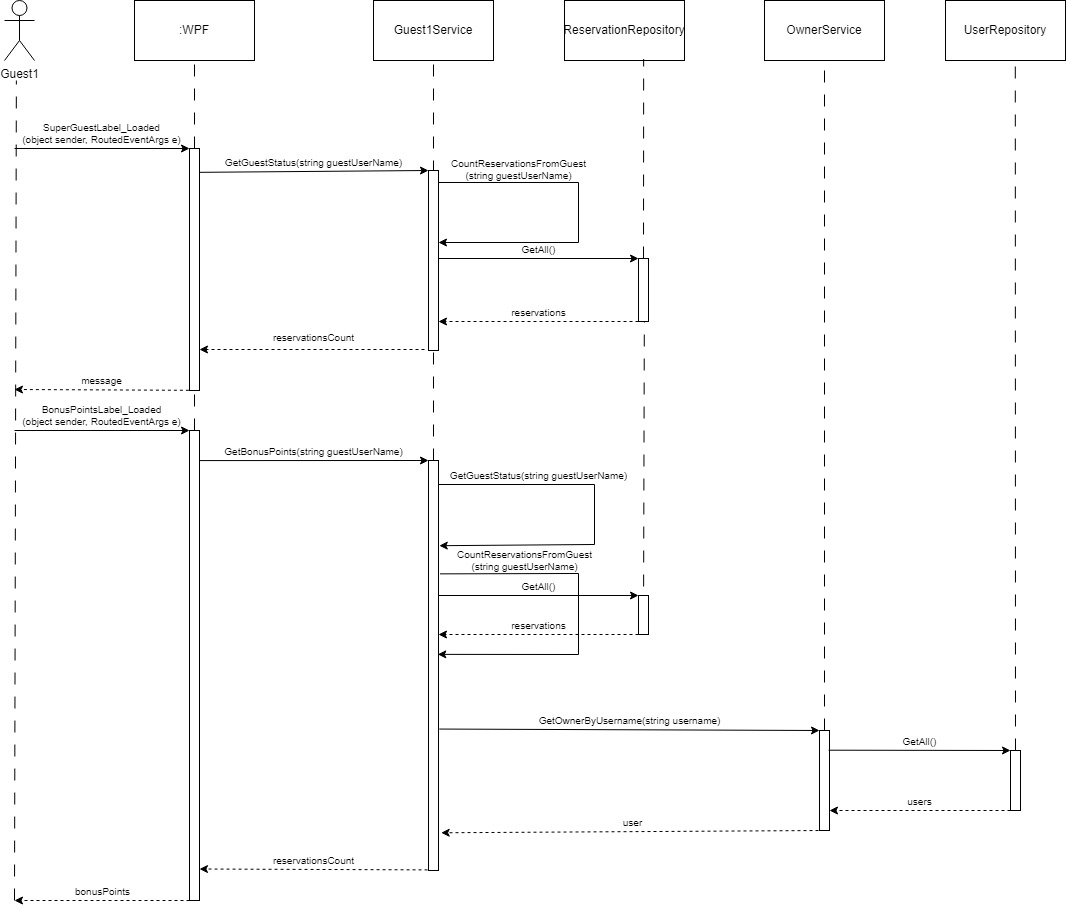 :WPF
Guest1Service
ReservationRepository
OwnerService
UserRepository
Guest1
SuperGuestLabel_Loaded
(object sender, RoutedEventArgs e)
GetGuestStatus(string guestUserName)
CountReservationsFromGuest
(string guestUserName)
GetAll()
reservations
reservationsCount
message
BonusPointsLabel_Loaded
(object sender, RoutedEventArgs e)
GetBonusPoints(string guestUserName)
GetGuestStatus(string guestUserName)
CountReservationsFromGuest
(string guestUserName)
GetAll()
reservations
GetOwnerByUsername(string username)
GetAll()
users
user
reservationsCount
bonusPoints